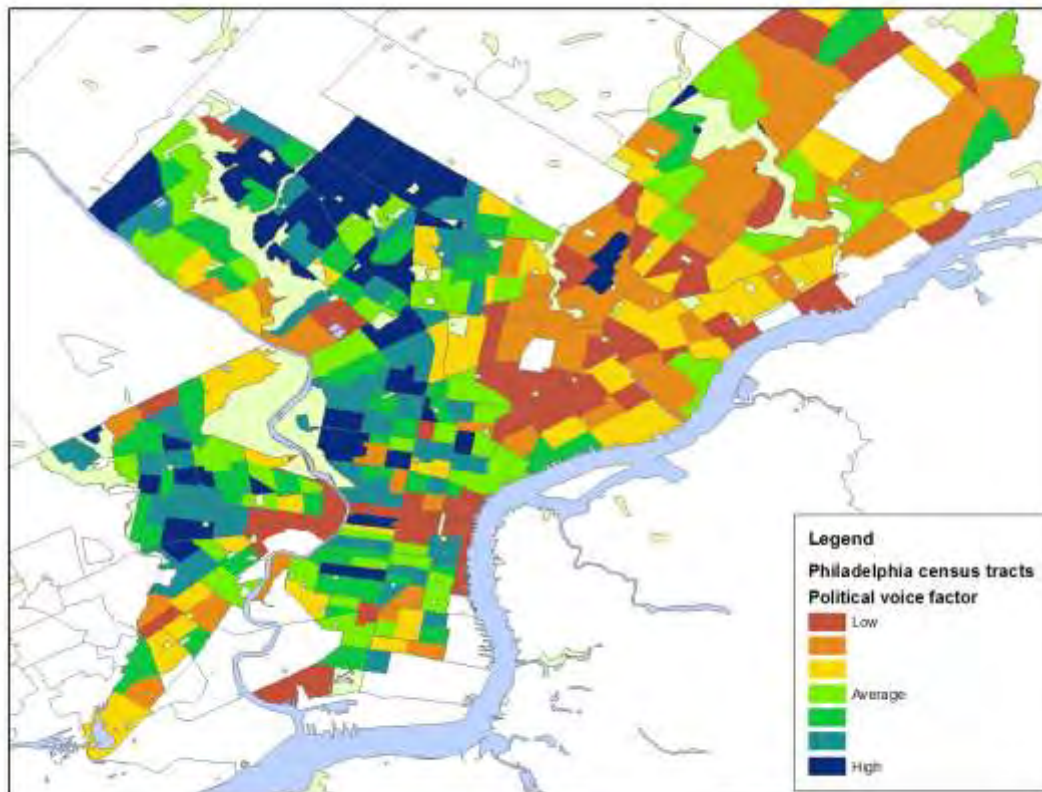 Legend
Philadelphia census tracts
Political voice factor
Low
Average
High